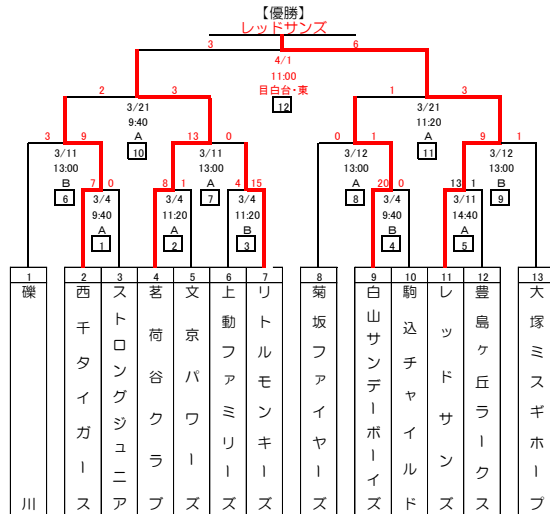 【優勝】
レッドサンズ
3 6
4/1
11:00
目白台・東
12
2 3 1 3
3/21 3/21
9:40 11:20
A A
10 11
3 9 13 0 0 1 9 1
3/11 3/11 3/12 3/12
13:00 13:00 13:00 13:00
B A A B
6 7 8 9
7 0 8 1 4 15 20 0 13 1
3/4 3/4 3/4 3/4 3/11
9:40 11:20 11:20 9:40 14:40
A A B B A
1 2 3 4 5
1 2 3 4 5 6 7 8 9 10 11 12 13
礫川
西千タイガース
ストロングジュニア
茗荷谷クラブ
文京パワーズ
上動ファミリーズ
リトルモンキーズ
菊坂ファイヤーズ
白山サンデーボーイズ
駒込チャイルド
レッドサンズ
豊島ヶ丘ラークス
大塚ミスギホープ